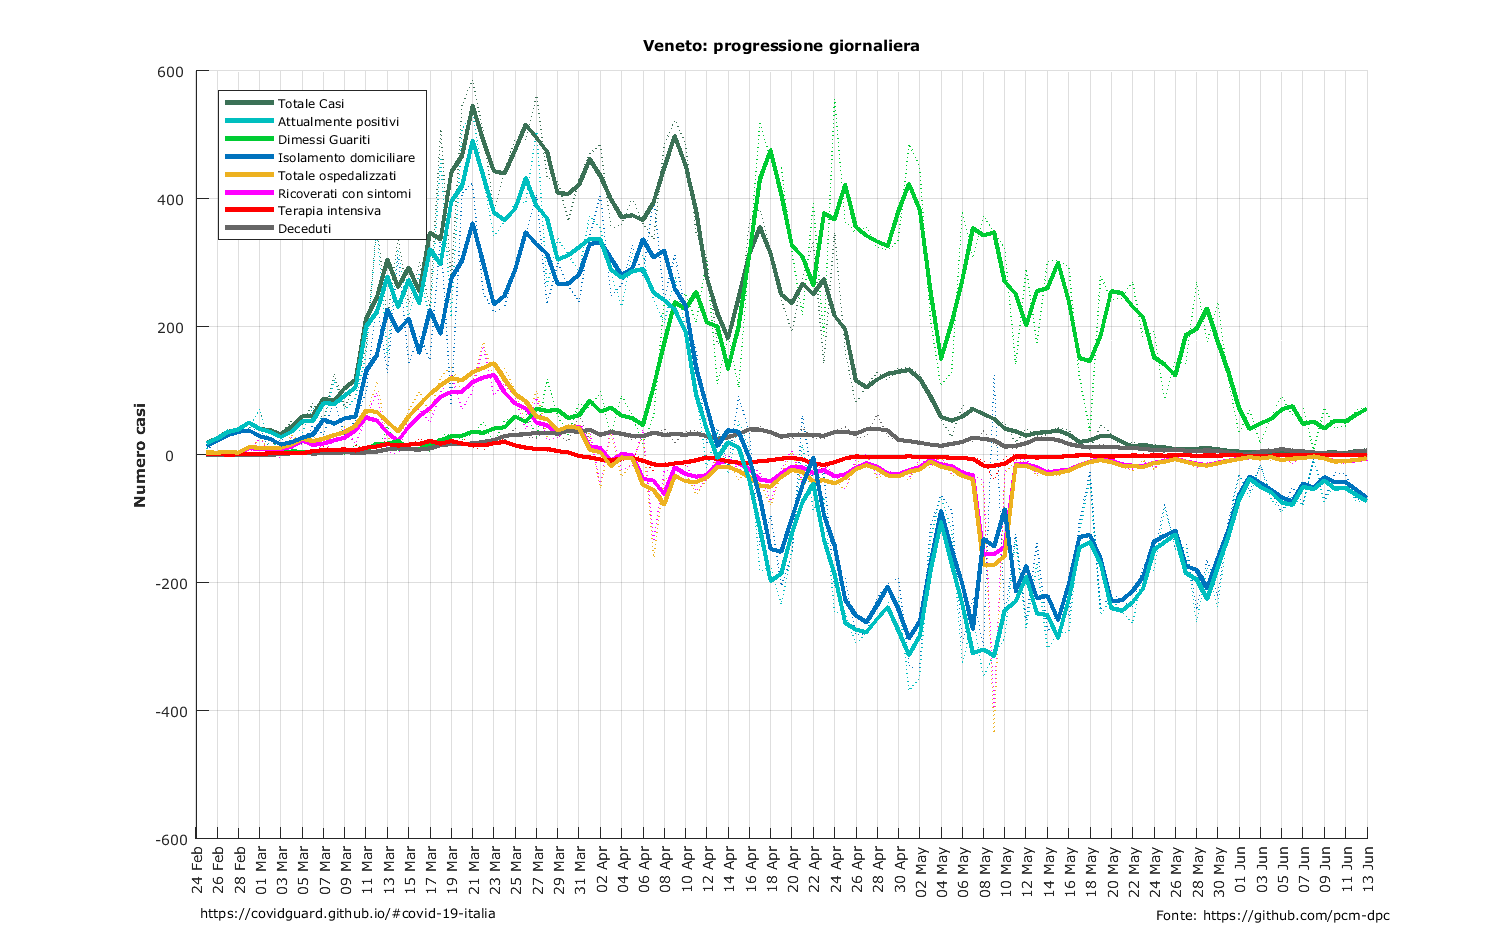 Veneto: progressione giornaliera
600
400
200
0
-200
-400
-600
Numero casi
Totale Casi
Attualmente positivi
Dimessi Guariti
Isolamento domiciliare
Totale ospedalizzati
Ricoverati con sintomi
Terapia intensiva
Deceduti
24 Feb
26 Feb
28 Feb
01 Mar
03 Mar
05 Mar
07 Mar
09 Mar
11 Mar
13 Mar
15 Mar
17 Mar
19 Mar
21 Mar
23 Mar
25 Mar
27 Mar
29 Mar
31 Mar
02 Apr
04 Apr
06 Apr
08 Apr
10 Apr
12 Apr
14 Apr
16 Apr
18 Apr
20 Apr
22 Apr
24 Apr
26 Apr
28 Apr
30 Apr
02 May
04 May
06 May
08 May
10 May
12 May
14 May
16 May
18 May
20 May
22 May
24 May
26 May
28 May
30 May
01 Jun
03 Jun
05 Jun
07 Jun
09 Jun
11 Jun
13 Jun
https://covidguard.github.io/#covid-19-italia
Fonte: https://github.com/pcm-dpc